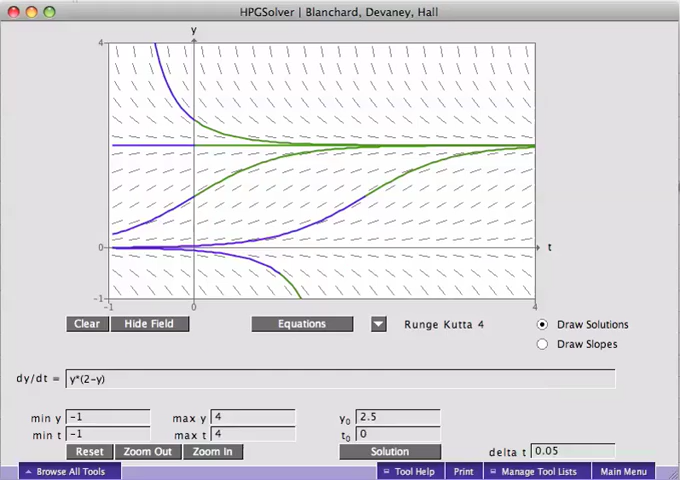 HPGSolver | Blanchard, Devaney, Hall
y
4
0
t
-1
-1 0 4
Clear Hide Field Equations Runge Kutta 4 Draw Solutions
Draw Slopes
dy/dt = y*(2-y)
min y -1 max y 4 y0 2.5
min t -1 max t 4 t0 0
Reset Zoom Out Zoom In Solution delta t 0.05
Browse All Tools Tool Help Print Manage Tool Lists Main Menu